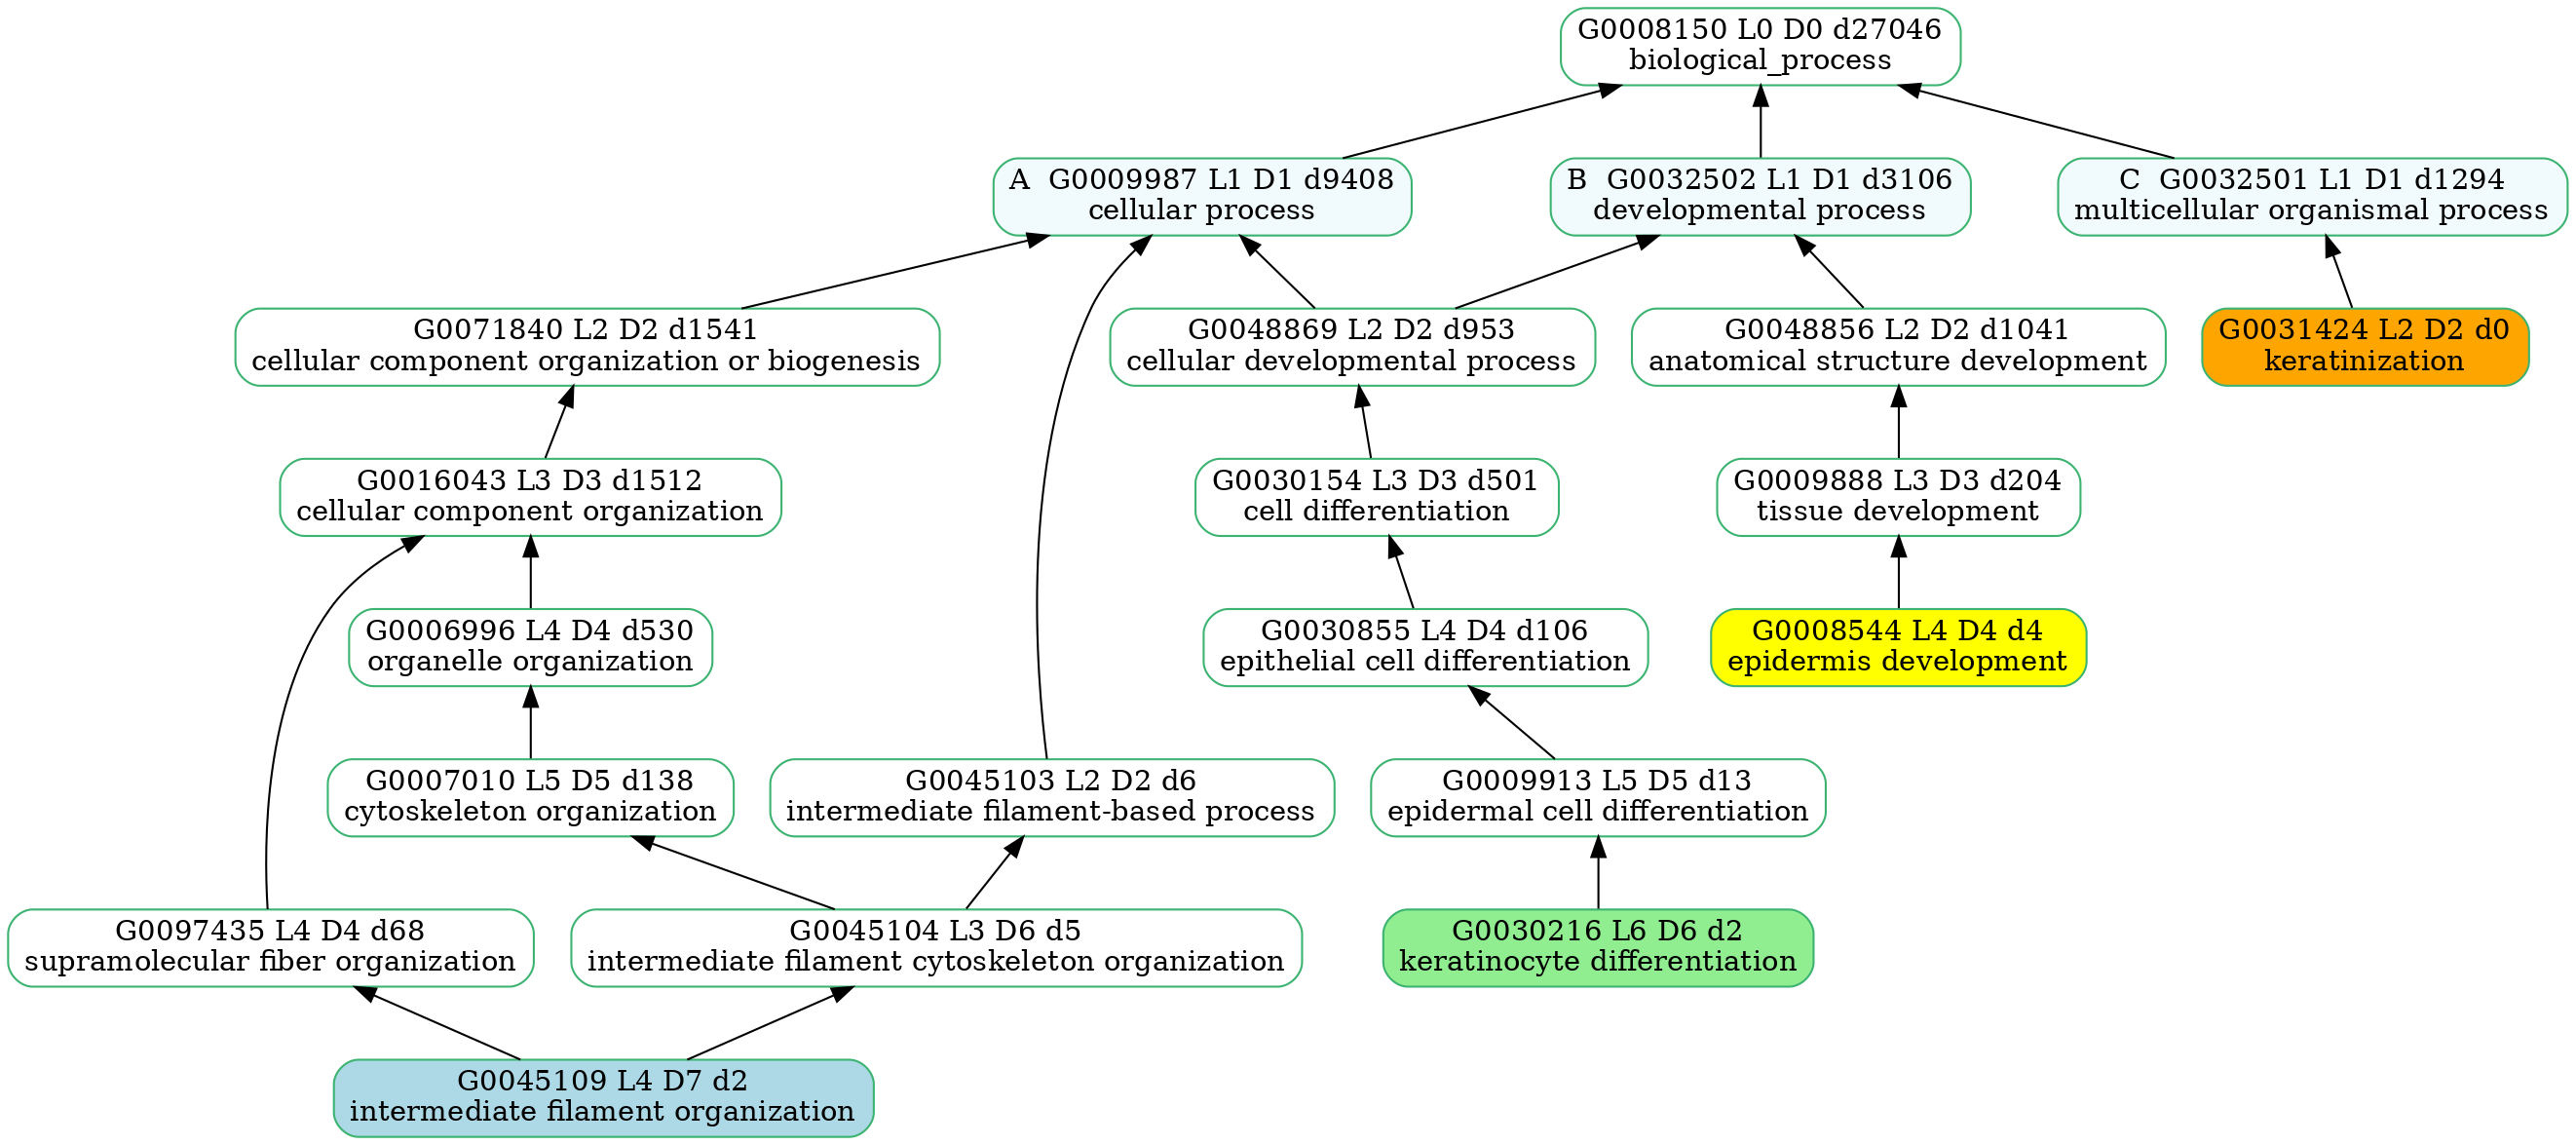 G0008150 L0 D0 d27046
biological_process
A  G0009987 L1 D1 d9408
cellular process
B  G0032502 L1 D1 d3106
developmental process
C  G0032501 L1 D1 d1294
multicellular organismal process
G0071840 L2 D2 d1541
cellular component organization or biogenesis
G0048869 L2 D2 d953
cellular developmental process
G0048856 L2 D2 d1041
anatomical structure development
G0031424 L2 D2 d0
keratinization
G0016043 L3 D3 d1512
cellular component organization
G0030154 L3 D3 d501
cell differentiation
G0009888 L3 D3 d204
tissue development
G0006996 L4 D4 d530
organelle organization
G0030855 L4 D4 d106
epithelial cell differentiation
G0008544 L4 D4 d4
epidermis development
G0007010 L5 D5 d138
cytoskeleton organization
G0045103 L2 D2 d6
intermediate filament-based process
G0009913 L5 D5 d13
epidermal cell differentiation
G0097435 L4 D4 d68
supramolecular fiber organization
G0045104 L3 D6 d5
intermediate filament cytoskeleton organization
G0030216 L6 D6 d2
keratinocyte differentiation
G0045109 L4 D7 d2
intermediate filament organization